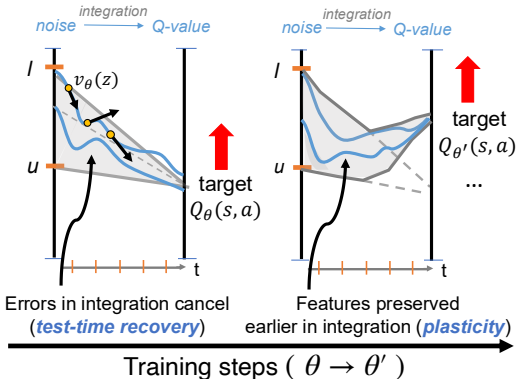 integration
noise → Q-value
l
v_θ(z)
u
target
Q_θ(s, a)
t
Errors in integration cancel
(test-time recovery)
integration
noise → Q-value
l
u
target
Q_θ′(s, a)
...
t
Features preserved
earlier in integration (plasticity)
Training steps ( θ → θ′ )